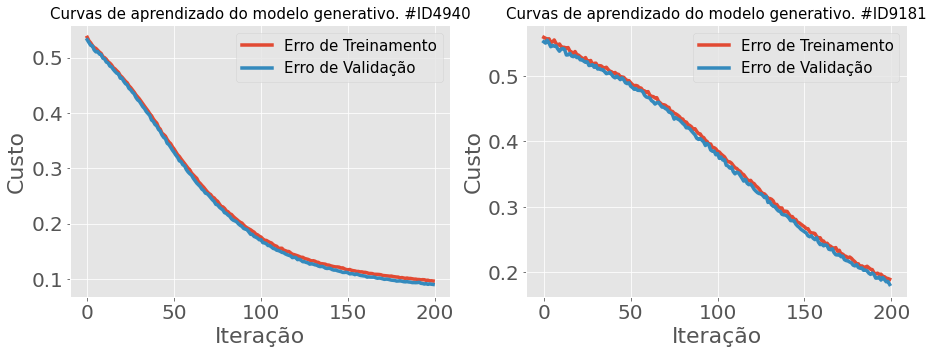 Curvas de aprendizado do modelo generativo. #ID4940
0.5
0.4
0.3
0.2
0.1
Custo
Erro de Treinamento
Erro de Validação
0 50 100 150 200
Iteração
Curvas de aprendizado do modelo generativo. #ID9181
0.5
0.4
0.3
0.2
Custo
Erro de Treinamento
Erro de Validação
0 50 100 150 200
Iteração